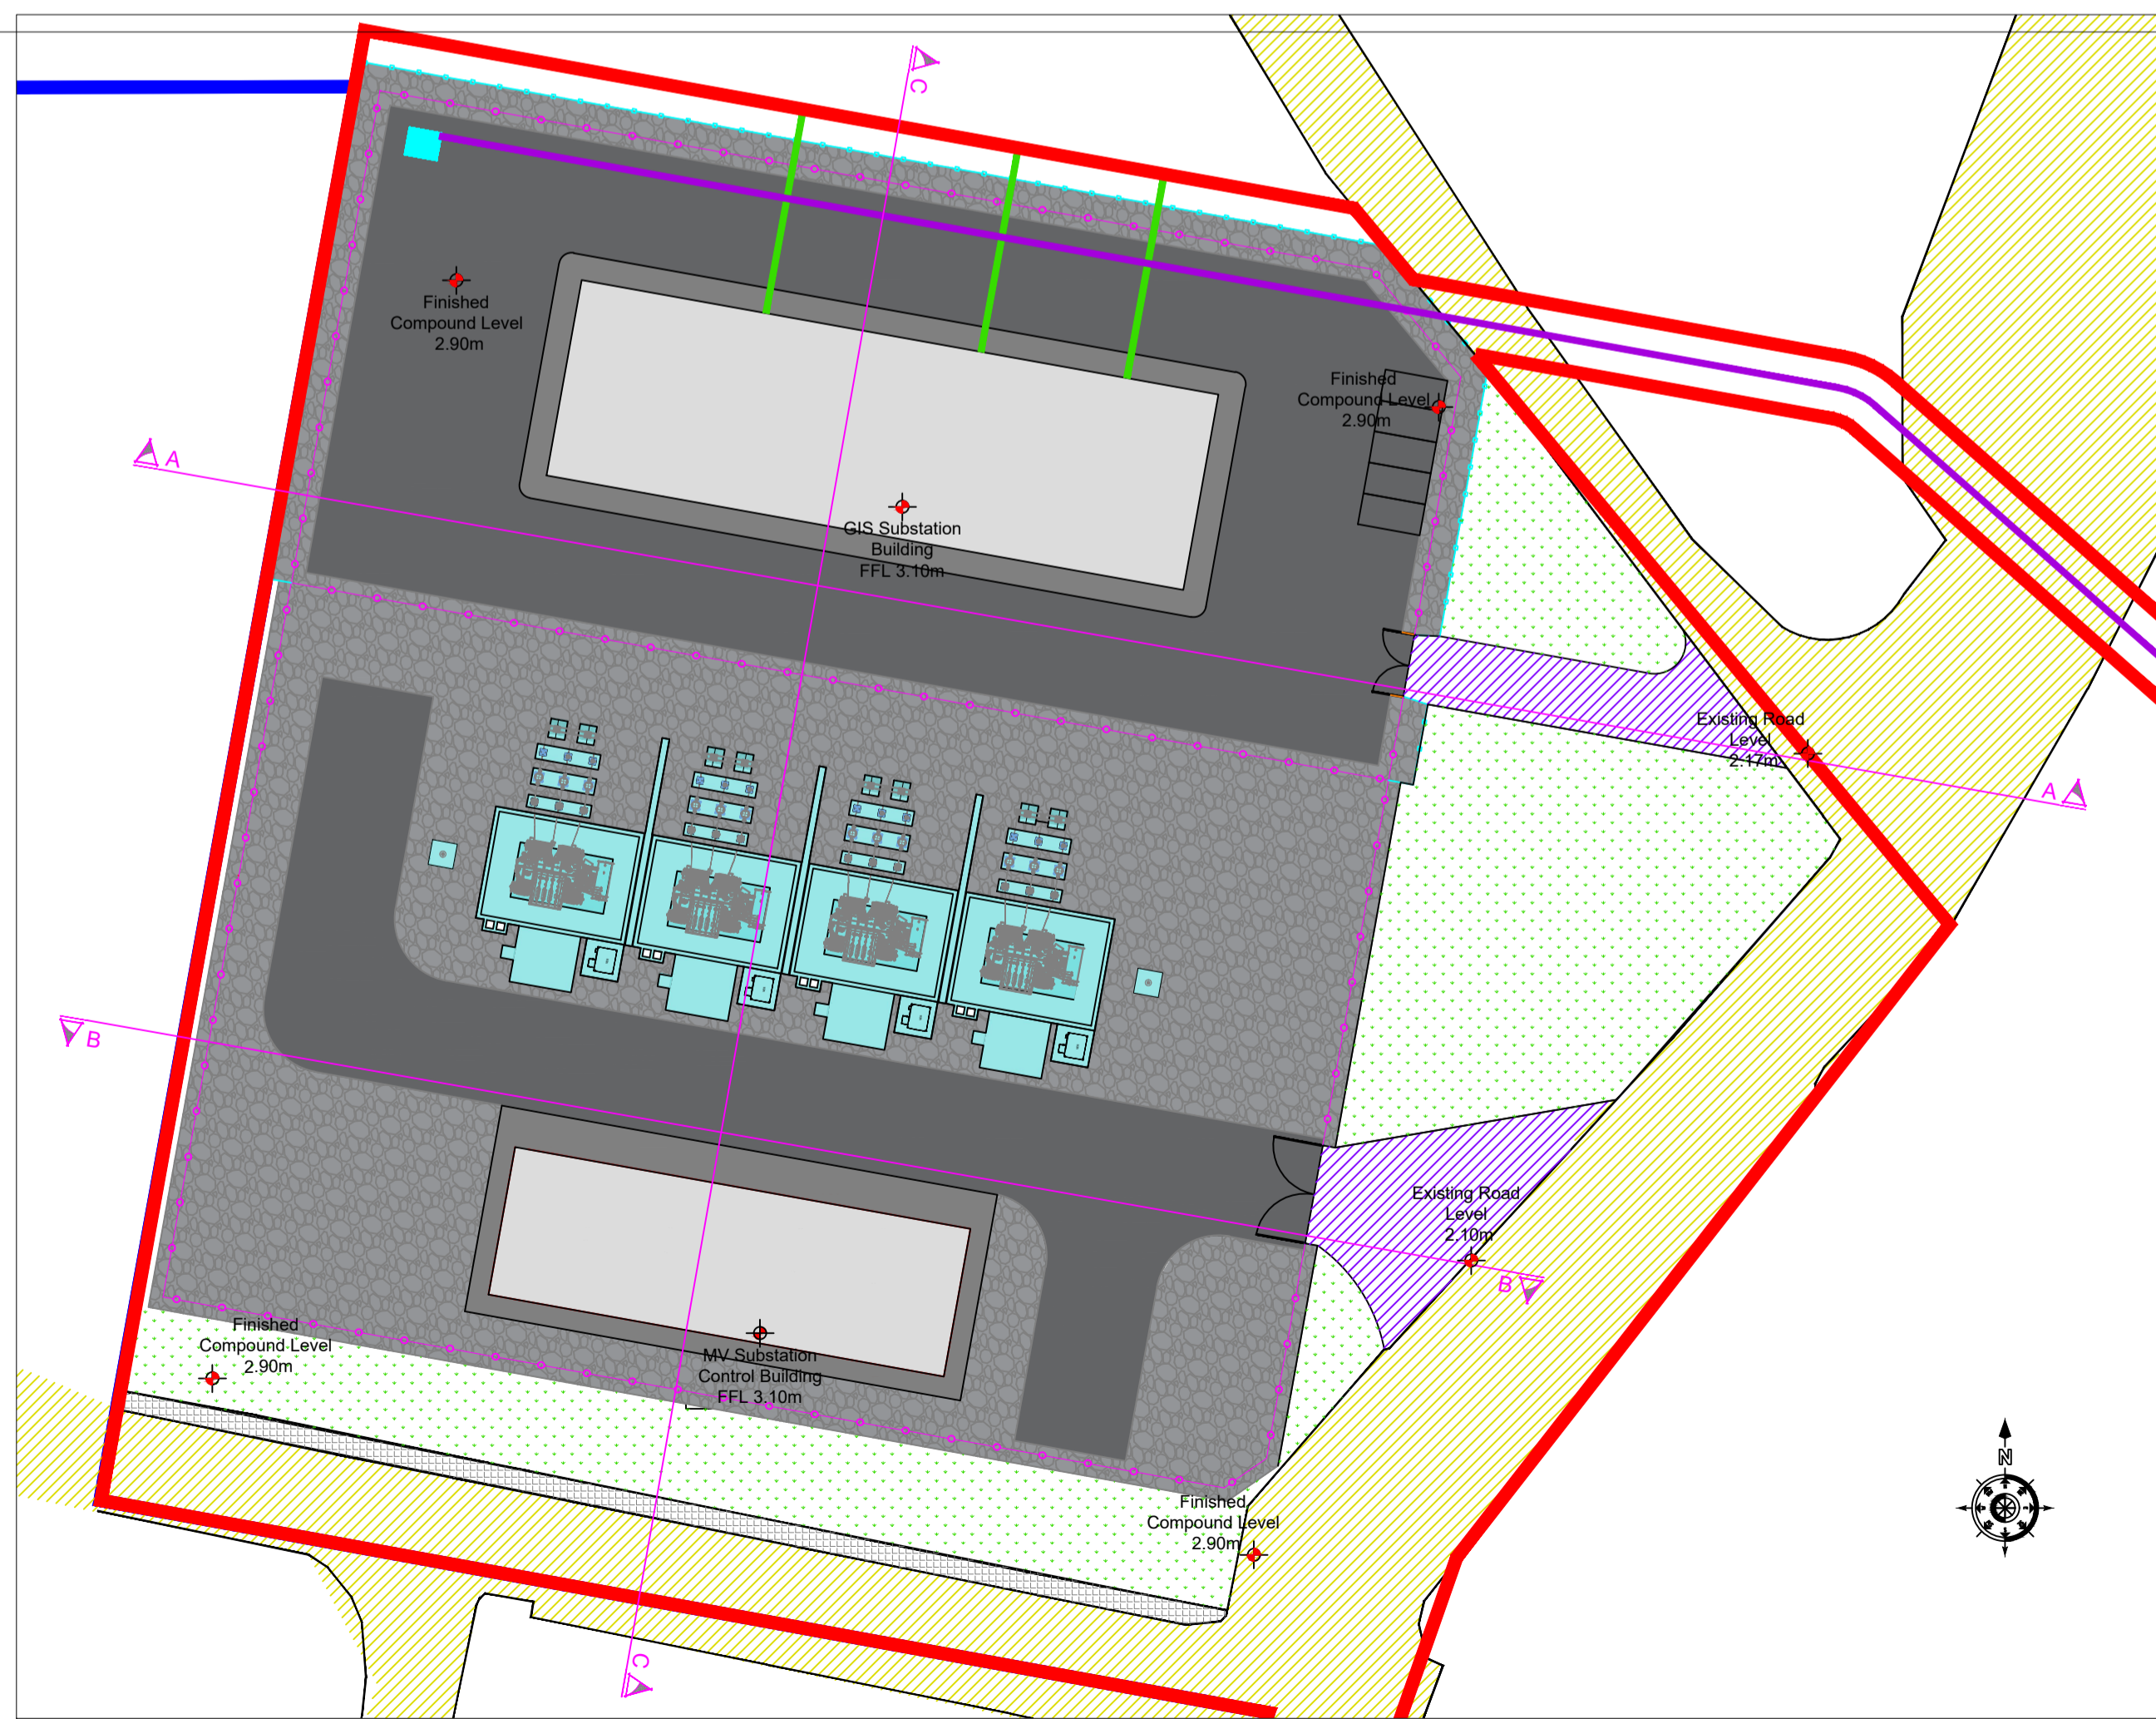 C
Finished
Compound Level
2.90m
Finished
Compound Level
2.90m
A
GIS Substation
Building
FFL 3.10m
Existing Road
Level
2.17m
A
B
Existing Road
Level
2.10m
B
Finished
Compound Level
2.90m
MV Substation
Control Building
FFL 3.10m
N
Finished
Compound Level
2.90m
C